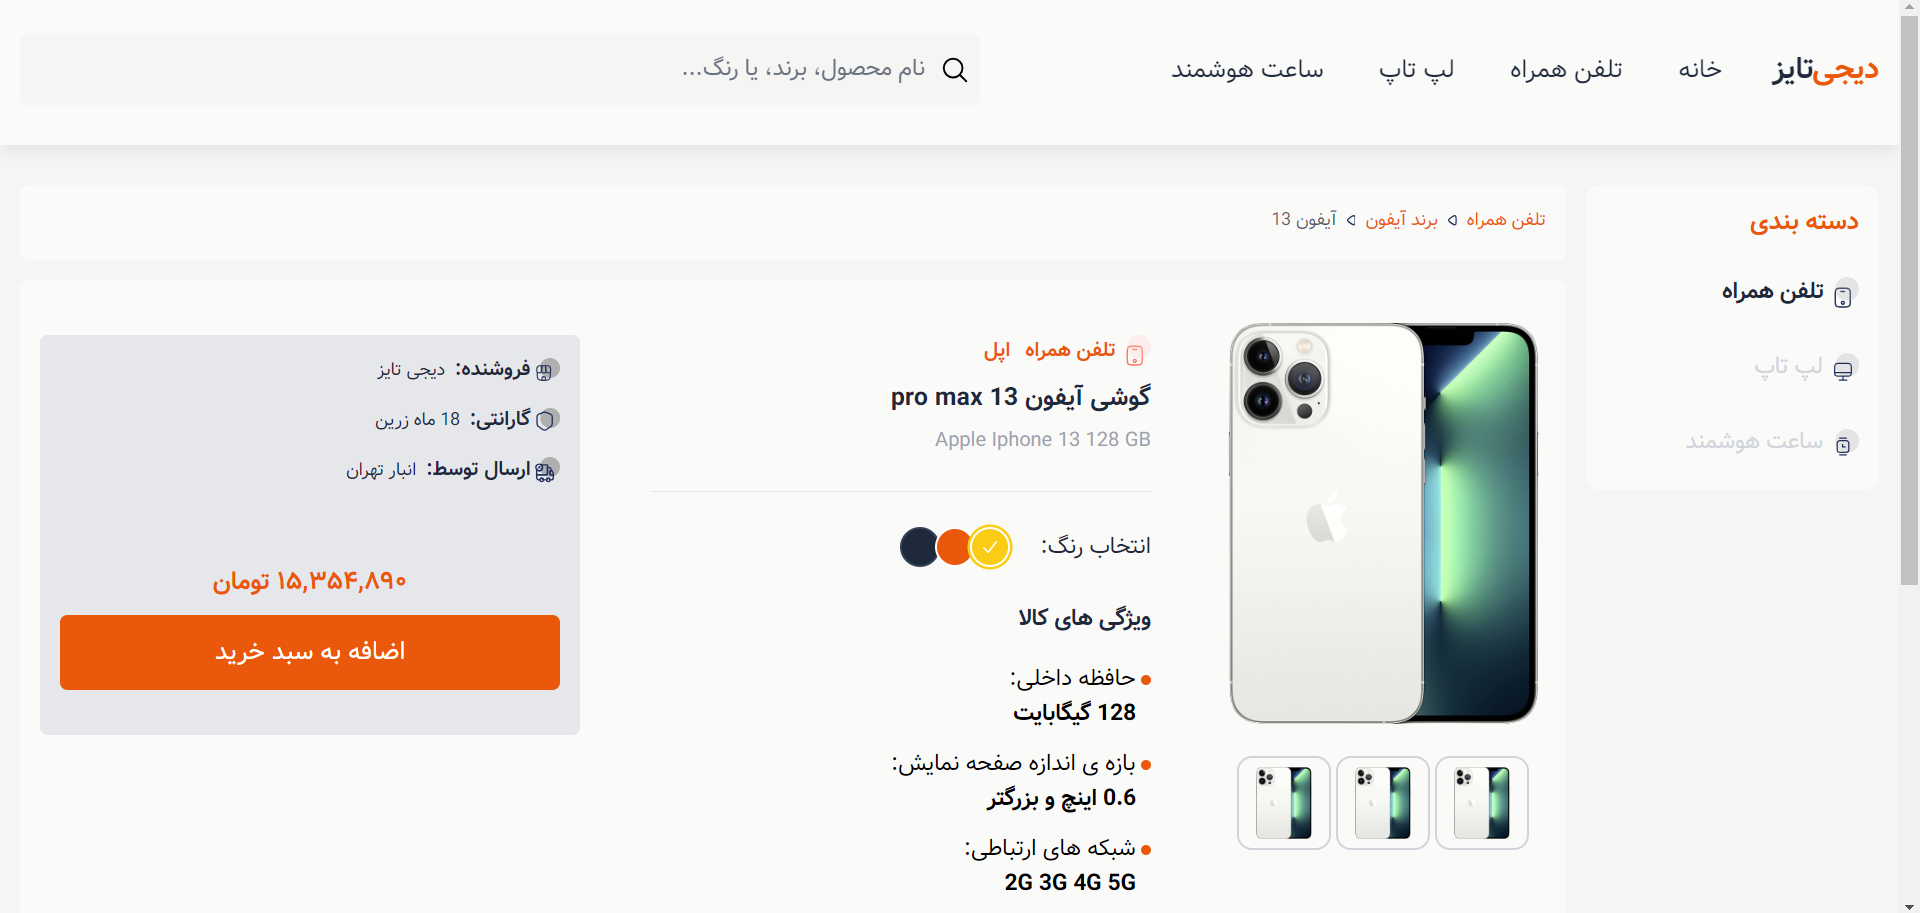 دیجی‌تایز
خانه
تلفن همراه
لپ تاپ
ساعت هوشمند
نام محصول، برند، یا رنگ...
دسته بندی
تلفن همراه
لپ تاپ
ساعت هوشمند
تلفن همراه
برند آیفون
آیفون 13
تلفن همراه اپل
گوشی آیفون 13 pro max
Apple Iphone 13 128 GB
انتخاب رنگ:
ویژگی های کالا
حافظه داخلی:
128 گیگابایت
بازه ی اندازه صفحه نمایش:
0.6 اینچ و بزرگتر
شبکه های ارتباطی:
2G 3G 4G 5G
فروشنده: دیجی تایز
گارانتی: 18 ماه زرین
ارسال توسط: انبار تهران
۱۵,۳۵۴,۸۹۰ تومان
اضافه به سبد خرید